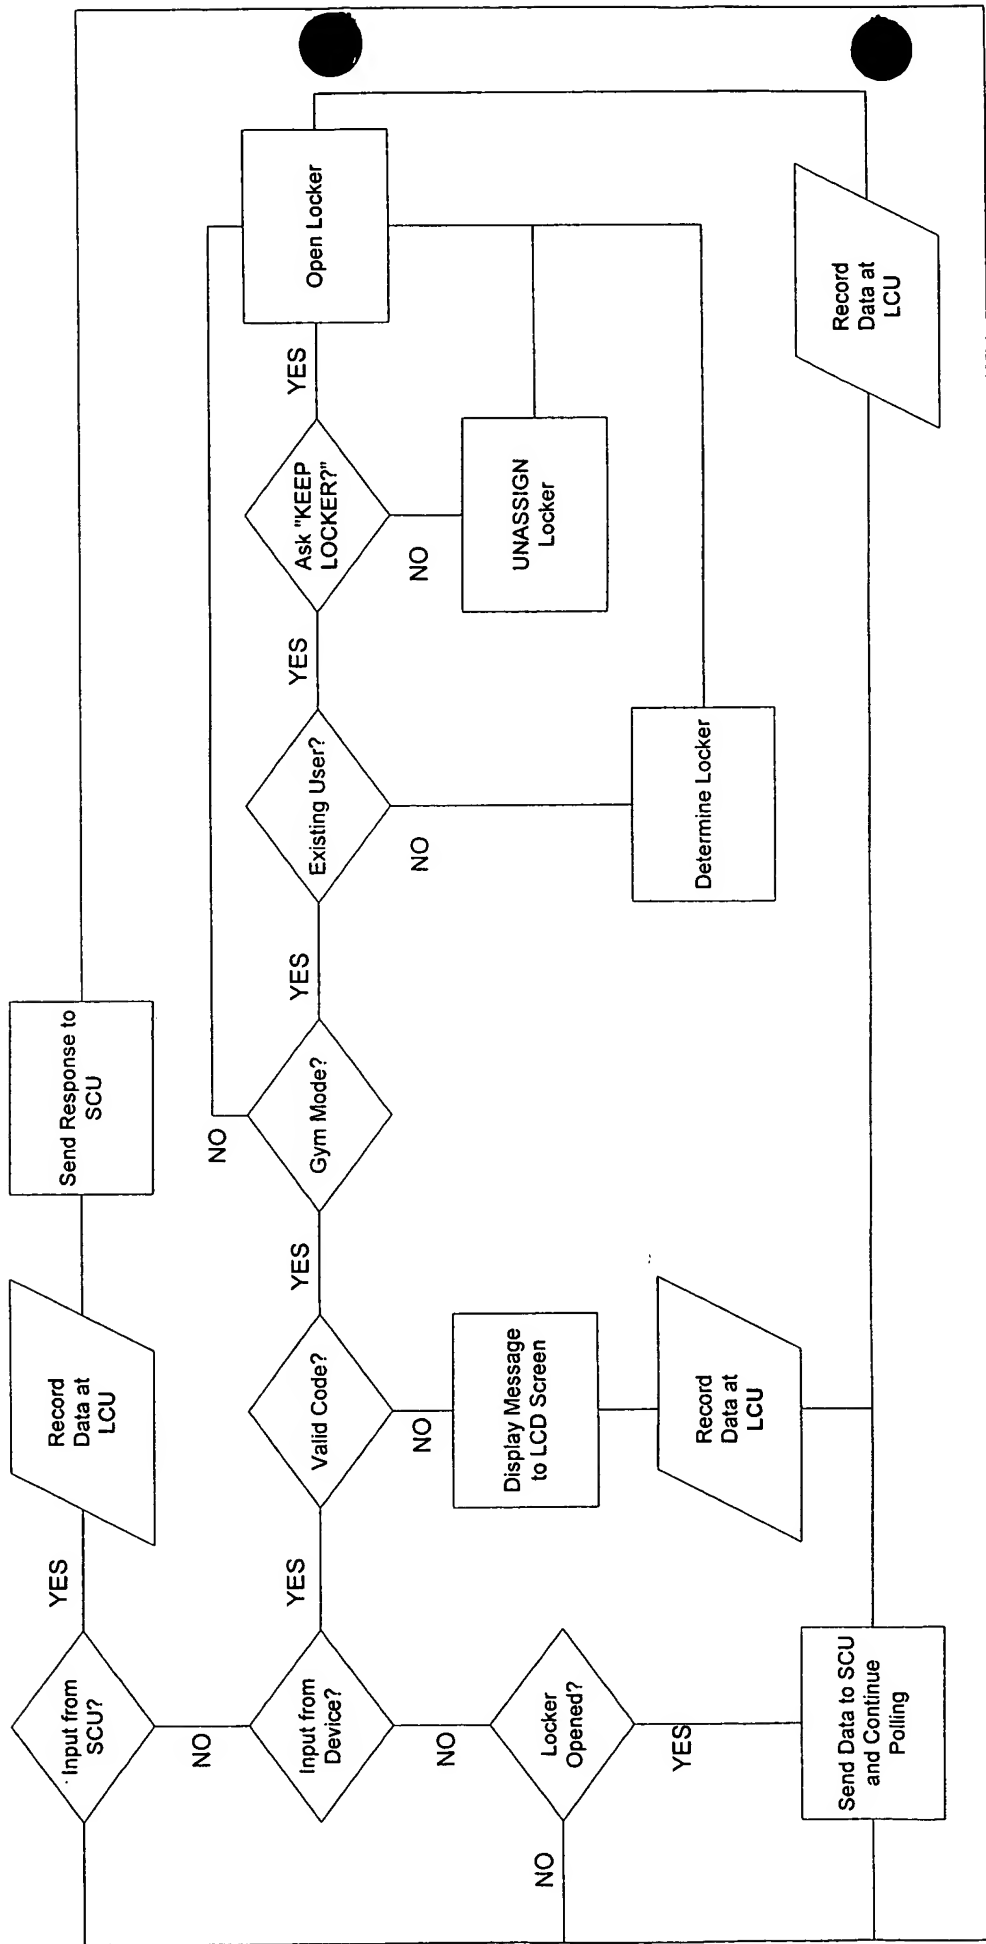 Input from
SCU?
YES
Record
Data at
LCU
Send Response to
SCU
NO
Input from
Device?
YES
Valid Code?
YES
Gym Mode?
NO
YES
Existing User?
YES
Ask "KEEP
LOCKER?"
YES
Open Locker
NO
Locker
Opened?
NO
YES
NO
Display Message
to LCD Screen
Record
Data at
LCU
NO
Determine Locker
NO
UNASSIGN
Locker
Send Data to SCU
and Continue
Polling
Record
Data at
LCU